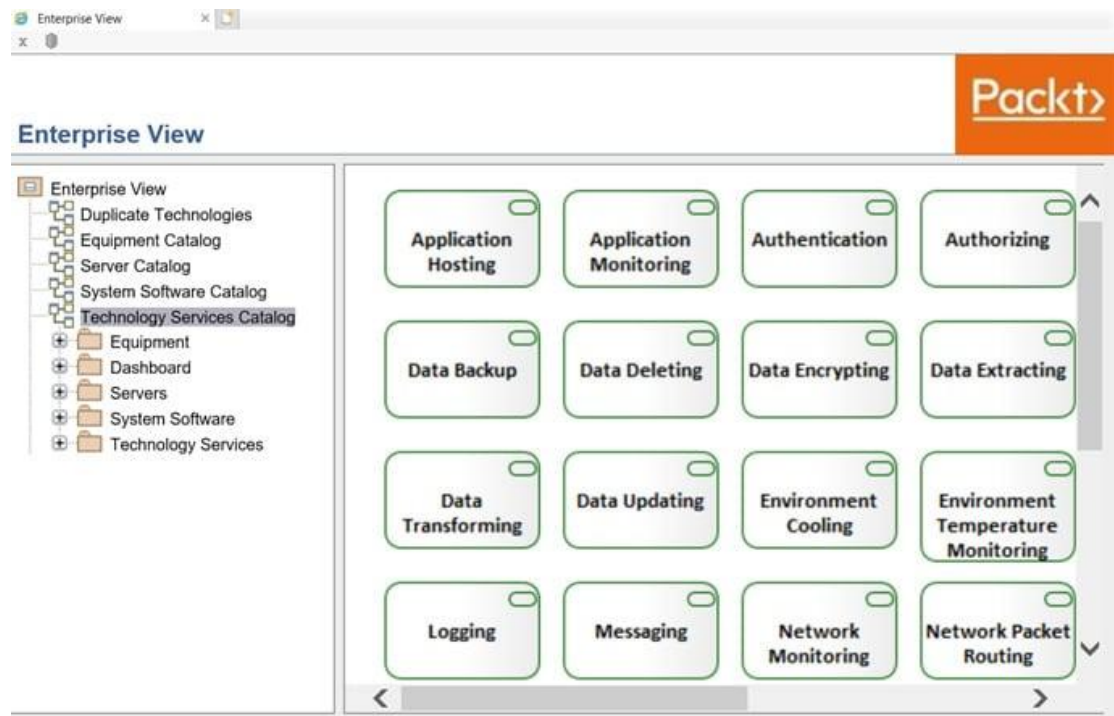 Enterprise View
x
Packt>
Enterprise View
Enterprise View
Duplicate Technologies
Equipment Catalog
Server Catalog
System Software Catalog
Technology Services Catalog
Equipment
Dashboard
Servers
System Software
Technology Services
Application
Hosting
Application
Monitoring
Authentication
Authorizing
Data Backup
Data Deleting
Data Encrypting
Data Extracting
Data
Transforming
Data Updating
Environment
Cooling
Environment
Temperature
Monitoring
Logging
Messaging
Network
Monitoring
Network Packet
Routing